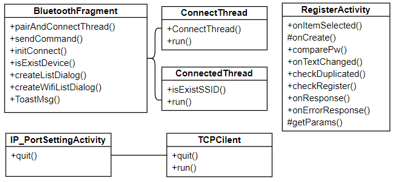 BluetoothFragment
+pairAndConnectThread()
+sendCommand()
+initConnect()
+isExistDevice()
+createListDialog()
+createWifiListDialog()
+ToastMsg()
ConnectThread
+ConnectThread()
+run()
ConnectedThread
+isExistSSID()
+run()
RegisterActivity
+onItemSelected()
#onCreate()
+comparePw()
+onTextChanged()
+checkDuplicated()
+checkRegister()
+onResponse()
+onErrorResponse()
#getParams()
IP_PortSettingActivity
+quit()
TCPCilent
+quit()
+run()